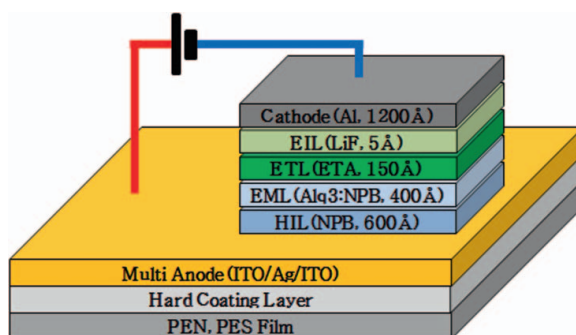 Cathode (Al, 1200Å)
EIL (LiF, 5Å)
ETL (ETA, 150Å)
EML (Alq3:NPB, 400Å)
HIL (NPB, 600Å)
Multi Anode (ITO/Ag/ITO)
Hard Coating Layer
PEN, PES Film